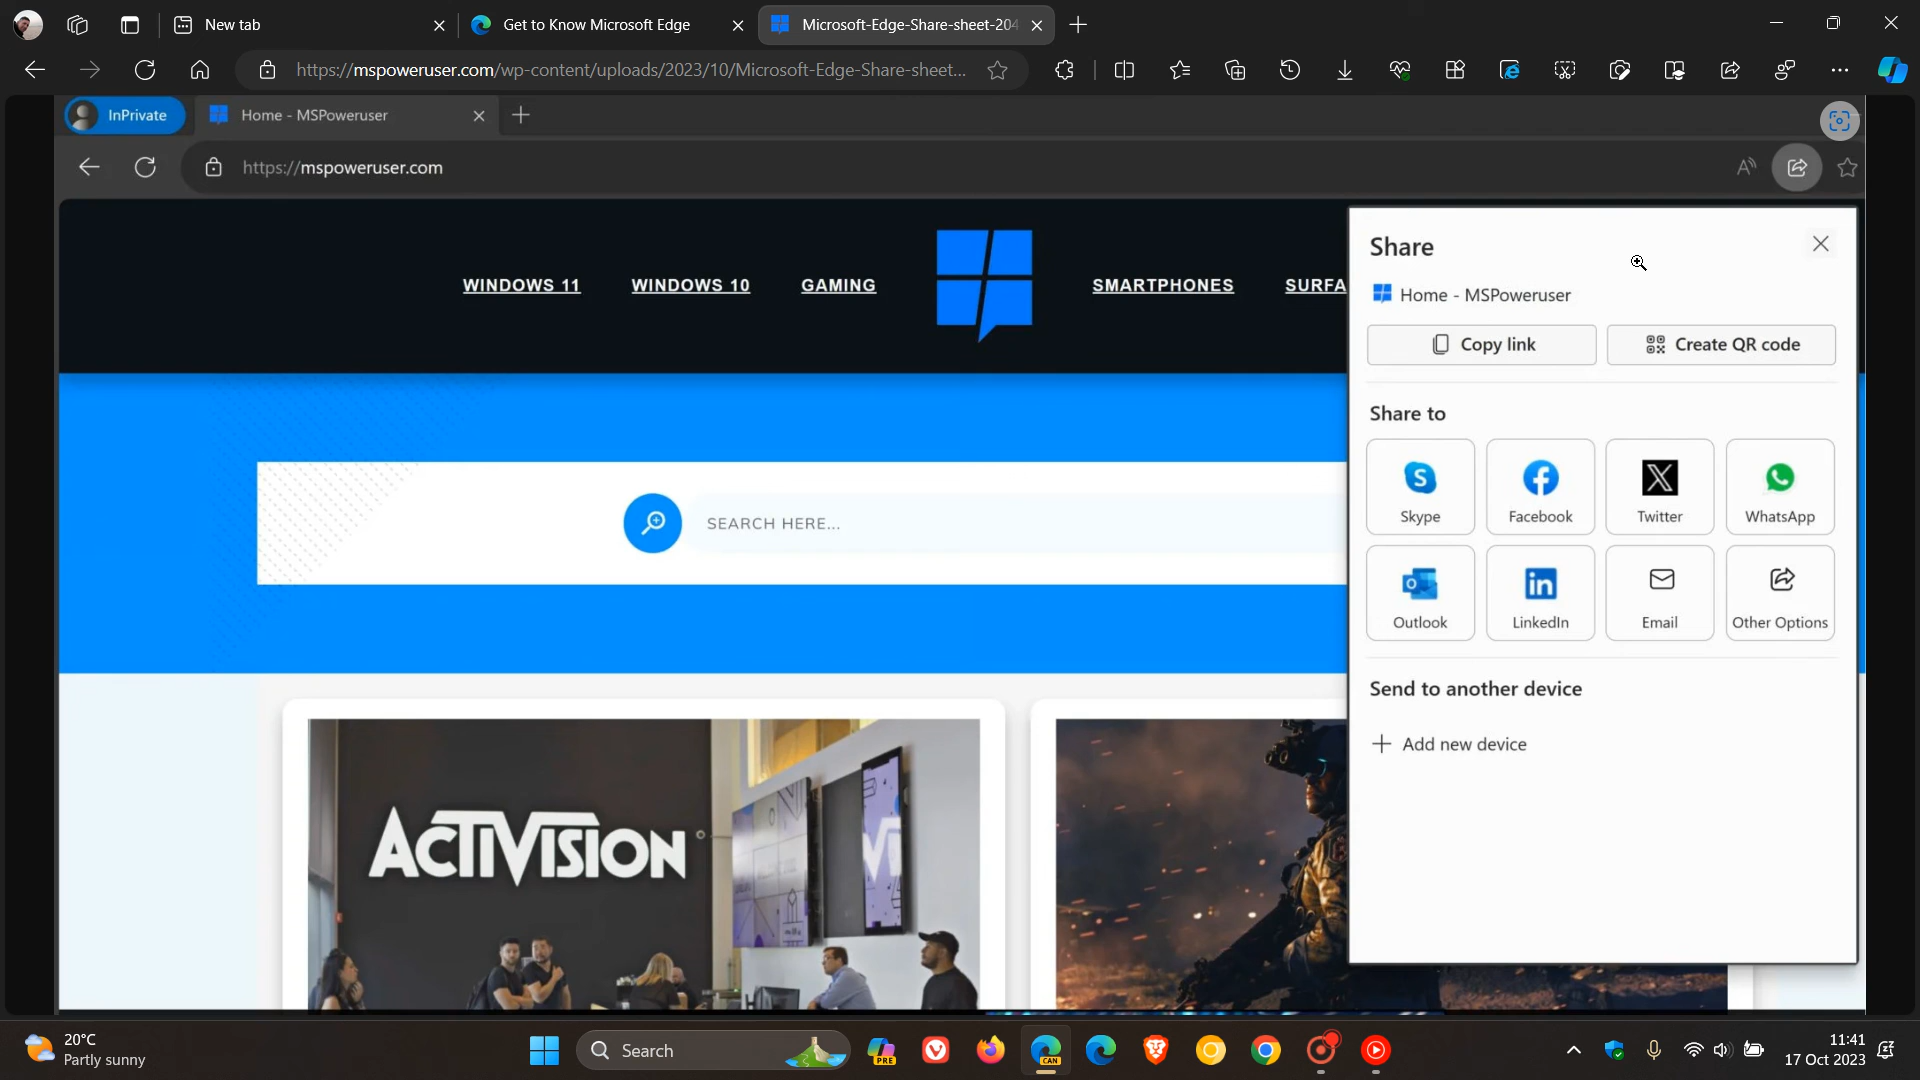 New tab
Get to Know Microsoft Edge
Microsoft-Edge-Share-sheet-204
https://mspoweruser.com/wp-content/uploads/2023/10/Microsoft-Edge-Share-sheet...
InPrivate
Home - MSPoweruser
https://mspoweruser.com
A
WINDOWS 11
WINDOWS 10
GAMING
SMARTPHONES
SURFA
SEARCH HERE...
ACTIVISION
Share
Home - MSPoweruser
Copy link
Create QR code
Share to
Skype
Facebook
Twitter
WhatsApp
Outlook
LinkedIn
Email
Other Options
Send to another device
Add new device
20°C
Partly sunny
Search
PRE
CAN
11:41
17 Oct 2023